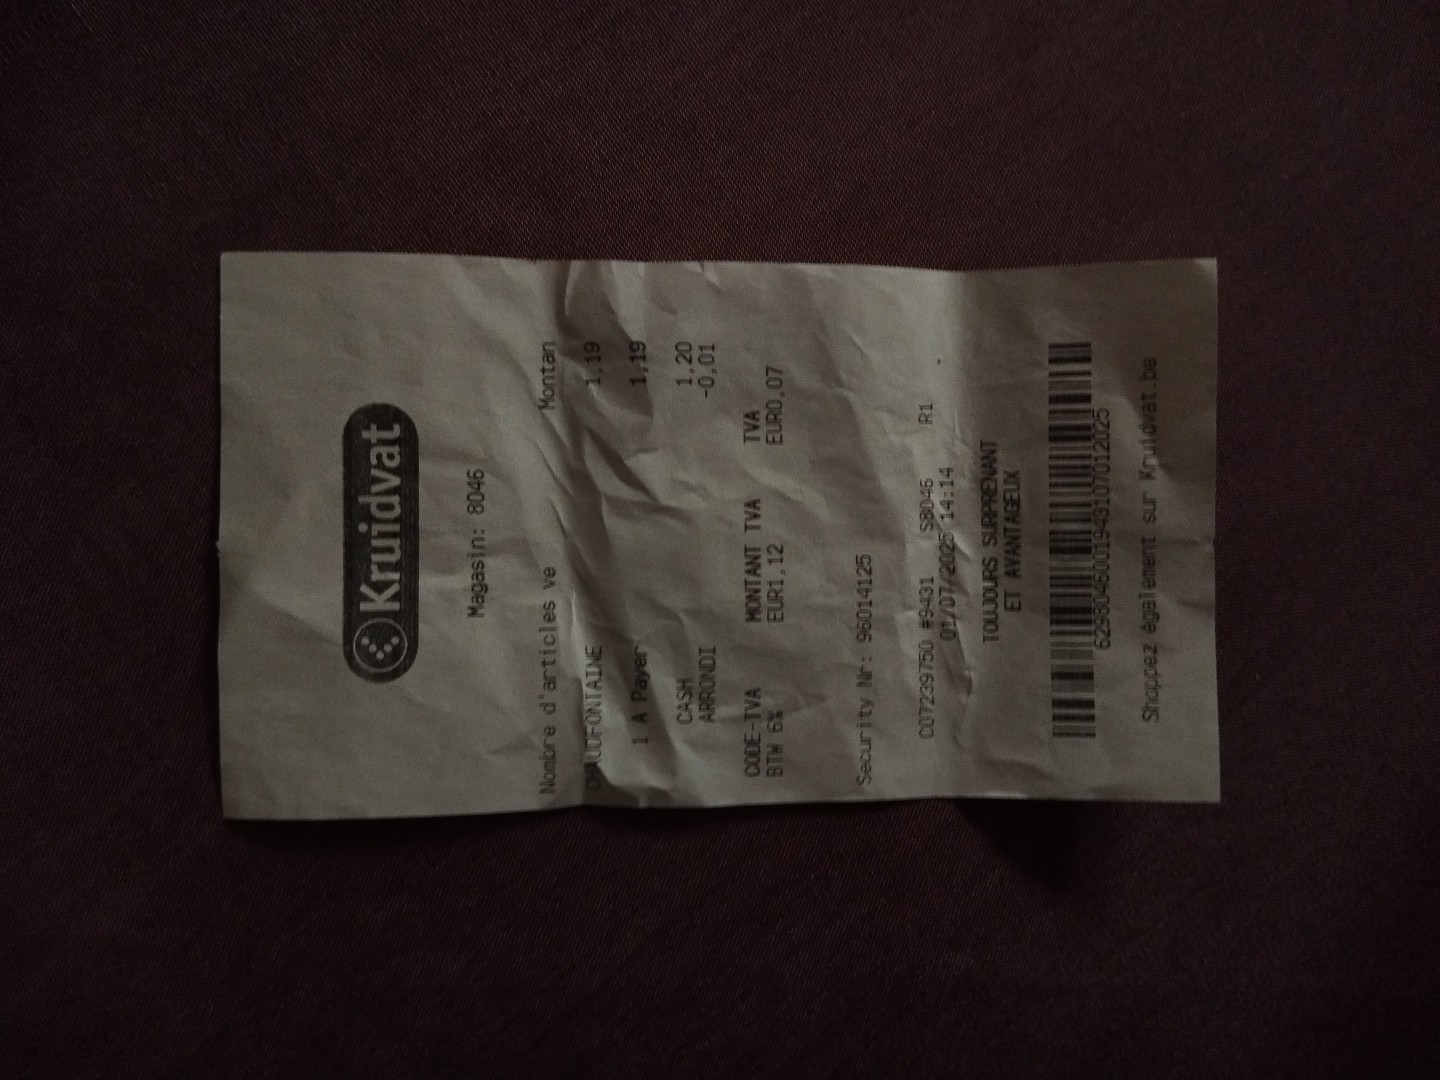 Kruidvat
Magasin: 8046
Nombre d'articles ve Montan
CHAUDFONTAINE 1,19
1 A Payer 1,19
CASH 1,20
ARRONDI -0,01
CODE-TVA MONTANT TVA TVA
BTW 6% EUR1,12 EUR0,07
Security Nr: 96014125
C07239750 #9431 S8046 R1
01/07/2025 14:14
TOUJOURS SURPRENANT
ET AVANTAGEUX
6298046001943107012025
Shoppez également sur Kruidvat.be